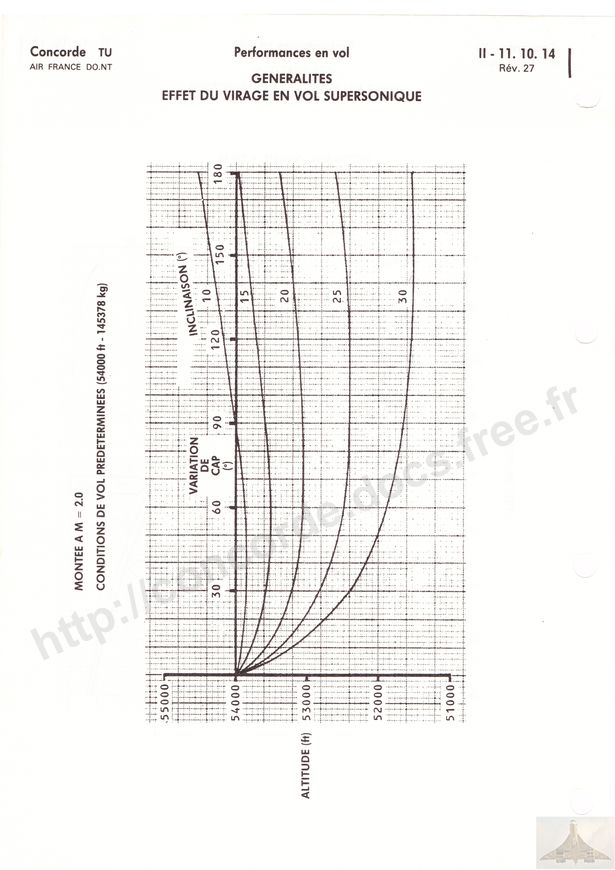 Concorde TU
AIR FRANCE DO.NT
Performances en vol
II - 11. 10. 14
Rév. 27
GENERALITES
EFFET DU VIRAGE EN VOL SUPERSONIQUE
MONTEE A M = 2.0
CONDITIONS DE VOL PREDETERMINEES (54000 ft - 145378 kg)
INCLINAISON (°)
10
15
20
25
30
VARIATION
DE
CAP
(°)
30
60
90
120
150
180
ALTITUDE (ft)
55000
54000
53000
52000
51000
http://concorde.docs.free.fr